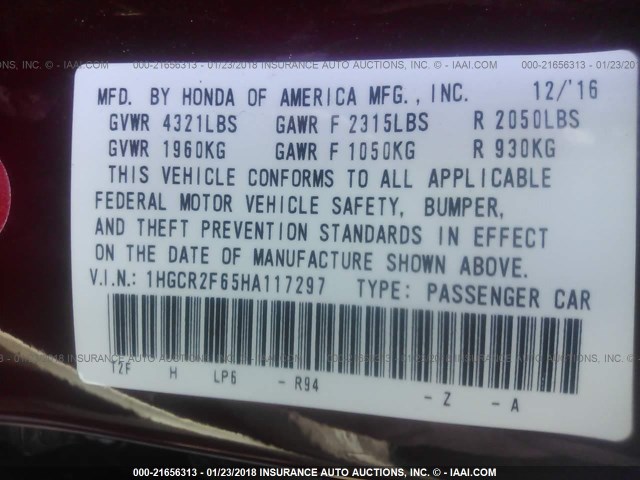 INC. © - IAAI.COM 000-21656313 - 01/23/2018 INSURANCE AUTO AUCTIONS, INC. © - IAAI.COM 000-21656313 - 01/23/2018 INSURANCE
MFD. BY HONDA OF AMERICA MFG., INC. 12/'16
GVWR 4321LBS GAWR F 2315LBS R 2050LBS
GVWR 1960KG GAWR F 1050KG R 930KG
THIS VEHICLE CONFORMS TO ALL APPLICABLE
FEDERAL MOTOR VEHICLE SAFETY, BUMPER,
AND THEFT PREVENTION STANDARDS IN EFFECT
ON THE DATE OF MANUFACTURE SHOWN ABOVE.
V.I.N.: 1HGCR2F65HA117297 TYPE: PASSENGER CAR
T2F H LP6 - R94 - Z - A
000-21656313 - 01/23/2018 INSURANCE AUTO AUCTIONS, INC. © - IAAI.COM